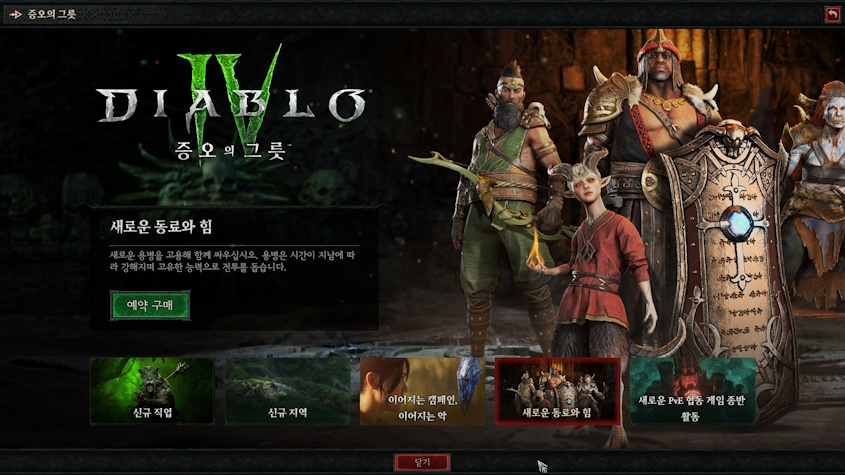 증오의 그릇
DIABLO IV
증오의 그릇
새로운 동료와 힘
새로운 용병을 고용해 함께 싸우십시오. 용병은 시간이 지남에 따
라 강해지며 고유한 능력으로 전투를 돕습니다.
예약 구매
신규 직업
신규 지역
이어지는 캠페인,
이어지는 악
새로운 동료와 힘
새로운 PvE 협동 게임 종반
활동
닫기